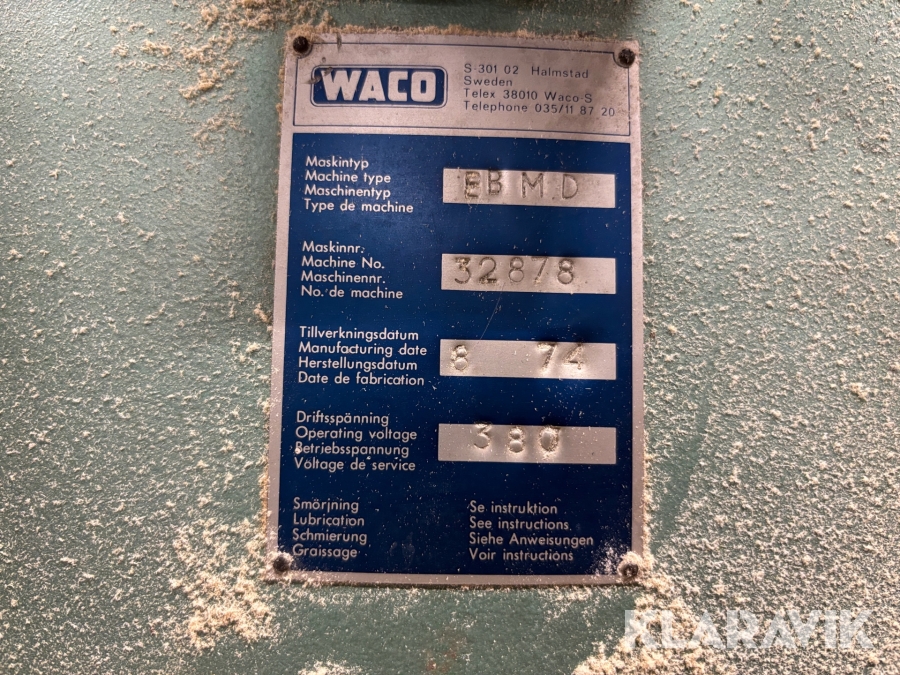 WACO
S-301 02 Halmstad
Sweden
Telex 38010 Waco-S
Telephone 035/11 87 20
Maskintyp
Machine type
Maschinentyp
Type de machine
EBMD
Maskinnr.
Machine No.
Maschinennr.
No. de machine
32878
Tillverkningsdatum
Manufacturing date
Herstellungsdatum
Date de fabrication
8 74
Driftsspänning
Operating voltage
Betriebsspannung
Voltage de service
380
Smörjning
Lubrication
Schmierung
Graissage
Se instruktion
See instructions
Siehe Anweisungen
Voir instructions
KLARAVIK